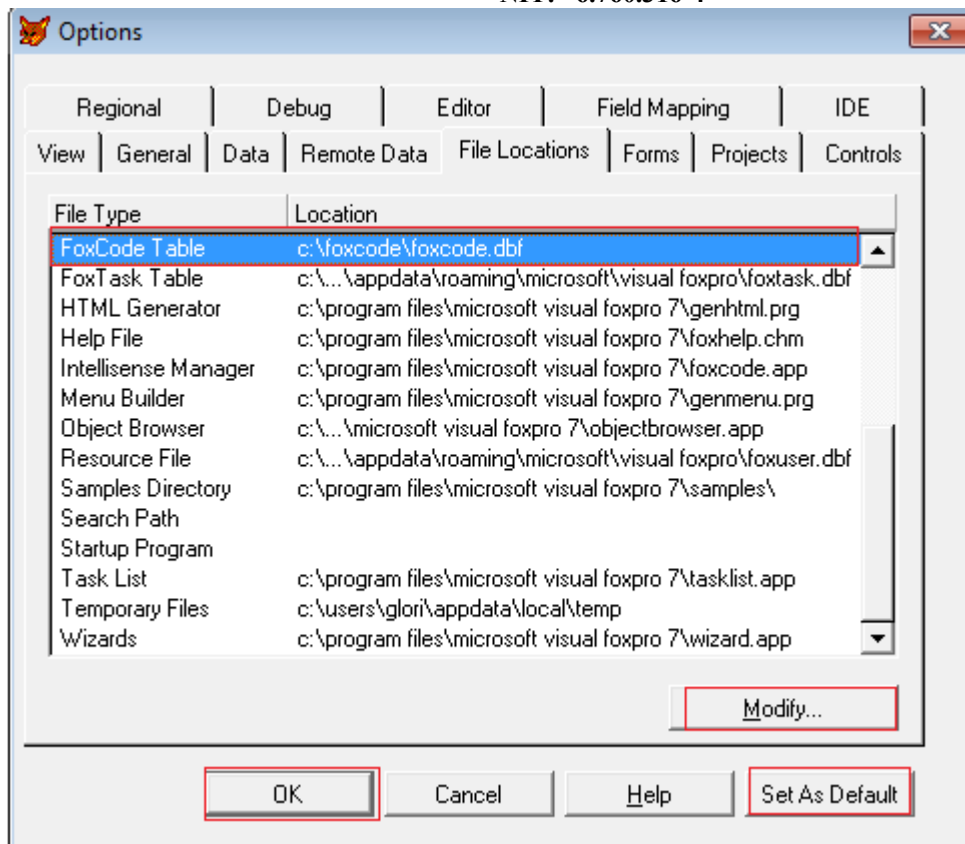 Options
Regional Debug Editor Field Mapping IDE
View General Data Remote Data File Locations Forms Projects Controls
File Type Location
FoxCode Table c:\foxcode\foxcode.dbf
FoxTask Table c:\...\appdata\roaming\microsoft\visual foxpro\foxtask.dbf
HTML Generator c:\program files\microsoft visual foxpro 7\genhtml.prg
Help File c:\program files\microsoft visual foxpro 7\foxhelp.chm
Intellisense Manager c:\program files\microsoft visual foxpro 7\foxcode.app
Menu Builder c:\program files\microsoft visual foxpro 7\genmenu.prg
Object Browser c:\...\microsoft visual foxpro 7\objectbrowser.app
Resource File c:\...\appdata\roaming\microsoft\visual foxpro\foxuser.dbf
Samples Directory c:\program files\microsoft visual foxpro 7\samples\
Search Path
Startup Program
Task List c:\program files\microsoft visual foxpro 7\tasklist.app
Temporary Files c:\users\glori\appdata\local\temp
Wizards c:\program files\microsoft visual foxpro 7\wizard.app
Modify...
OK Cancel Help Set As Default